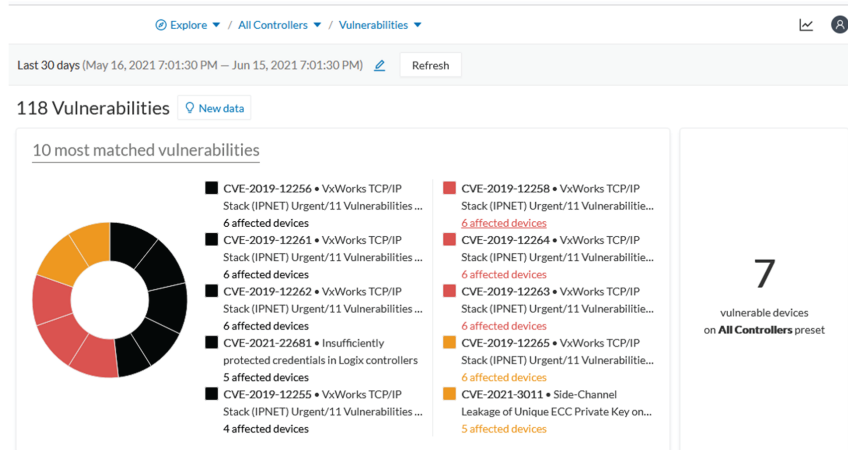 Explore / All Controllers / Vulnerabilities
Last 30 days (May 16, 2021 7:01:30 PM — Jun 15, 2021 7:01:30 PM) Refresh
118 Vulnerabilities New data
10 most matched vulnerabilities
CVE-2019-12256 • VxWorks TCP/IP
Stack (IPNET) Urgent/11 Vulnerabilities ...
6 affected devices
CVE-2019-12261 • VxWorks TCP/IP
Stack (IPNET) Urgent/11 Vulnerabilities ...
6 affected devices
CVE-2019-12262 • VxWorks TCP/IP
Stack (IPNET) Urgent/11 Vulnerabilities ...
6 affected devices
CVE-2021-22681 • Insufficiently
protected credentials in Logix controllers
5 affected devices
CVE-2019-12255 • VxWorks TCP/IP
Stack (IPNET) Urgent/11 Vulnerabilities ...
4 affected devices
CVE-2019-12258 • VxWorks TCP/IP
Stack (IPNET) Urgent/11 Vulnerabilitie...
6 affected devices
CVE-2019-12264 • VxWorks TCP/IP
Stack (IPNET) Urgent/11 Vulnerabilitie...
6 affected devices
CVE-2019-12263 • VxWorks TCP/IP
Stack (IPNET) Urgent/11 Vulnerabilitie...
6 affected devices
CVE-2019-12265 • VxWorks TCP/IP
Stack (IPNET) Urgent/11 Vulnerabilitie...
6 affected devices
CVE-2021-3011 • Side-Channel
Leakage of Unique ECC Private Key on...
5 affected devices
7
vulnerable devices
on All Controllers preset